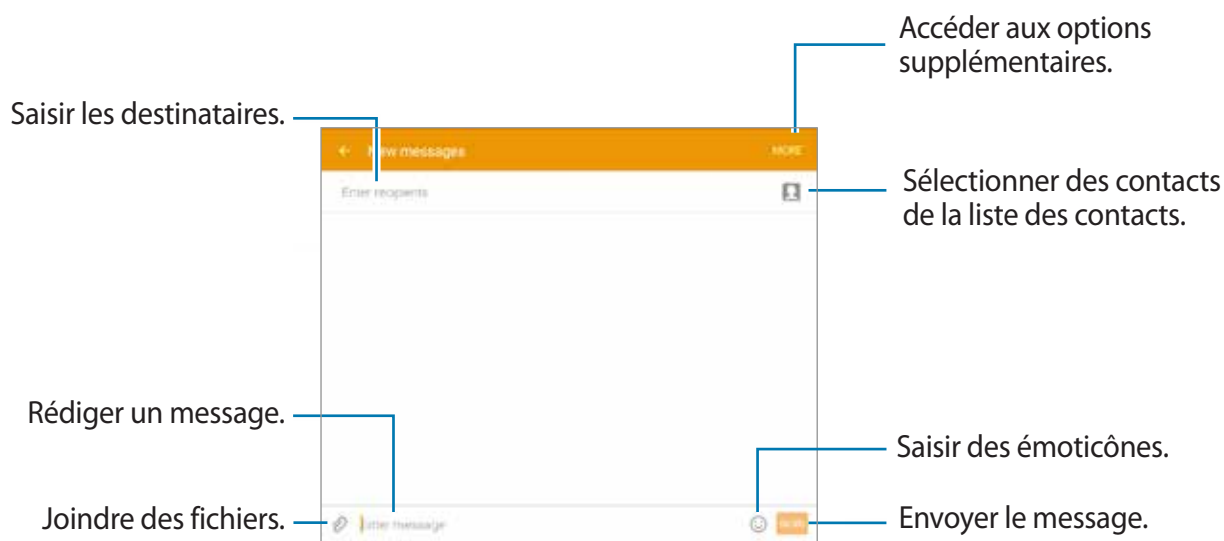 Accéder aux options
supplémentaires.
Saisir les destinataires.
New messages
MORE
Enter recipients
Sélectionner des contacts
de la liste des contacts.
Rédiger un message.
Saisir des émoticônes.
Joindre des fichiers.
Enter message
Envoyer le message.